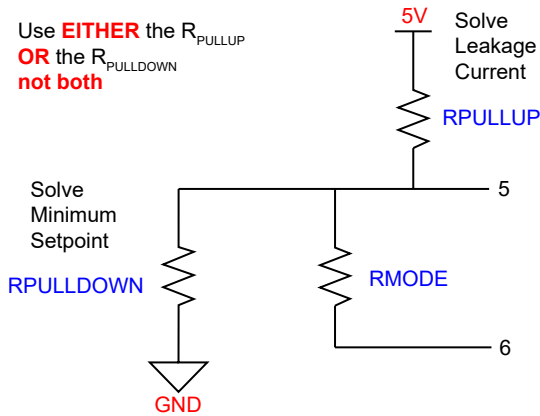 Use EITHER the RPULLUP
OR the RPULLDOWN
not both
5V
Solve
Leakage
Current
RPULLUP
5
Solve
Minimum
Setpoint
RPULLDOWN
RMODE
6
GND